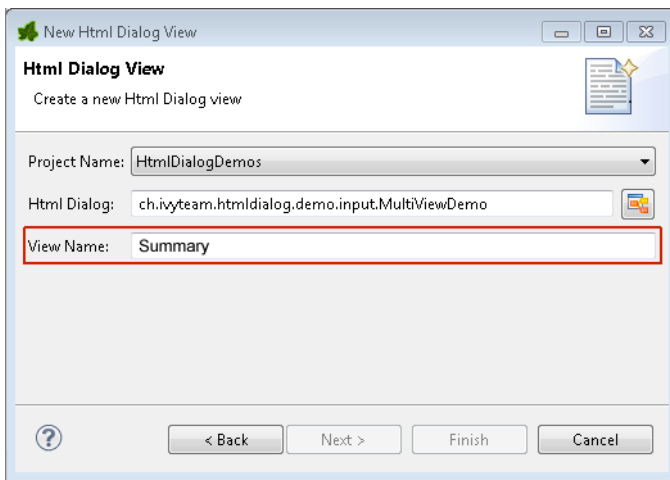 New Html Dialog View
Html Dialog View
Create a new Html Dialog view
Project Name: HtmlDialogDemos
Html Dialog: ch.ivyteam.htmldialog.demo.input.MultiViewDemo
View Name: Summary
? < Back Next > Finish Cancel